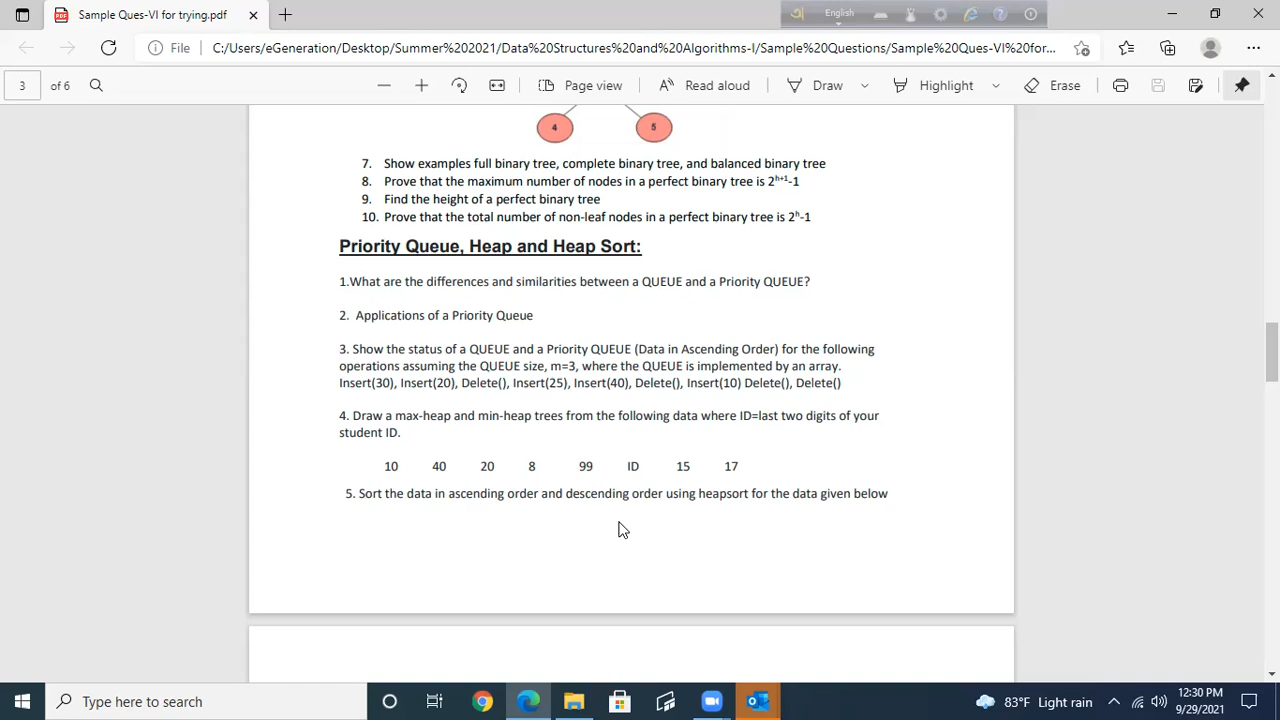 Sample Ques-VI for trying.pdf
English
File
C:/Users/eGeneration/Desktop/Summer%202021/Data%20Structures%20and%20Algorithms-I/Sample%20Questions/Sample%20Ques-VI%20for...
3 of 6
Page view
Read aloud
Draw
Highlight
Erase
4 5
7. Show examples full binary tree, complete binary tree, and balanced binary tree
8. Prove that the maximum number of nodes in a perfect binary tree is 2^h+1-1
9. Find the height of a perfect binary tree
10. Prove that the total number of non-leaf nodes in a perfect binary tree is 2^h-1
Priority Queue, Heap and Heap Sort:
1.What are the differences and similarities between a QUEUE and a Priority QUEUE?
2. Applications of a Priority Queue
3. Show the status of a QUEUE and a Priority QUEUE (Data in Ascending Order) for the following
operations assuming the QUEUE size, m=3, where the QUEUE is implemented by an array.
Insert(30), Insert(20), Delete(), Insert(25), Insert(40), Delete(), Insert(10) Delete(), Delete()
4. Draw a max-heap and min-heap trees from the following data where ID=last two digits of your
student ID.
10 40 20 8 99 ID 15 17
5. Sort the data in ascending order and descending order using heapsort for the data given below
Type here to search
83°F Light rain
12:30 PM
9/29/2021